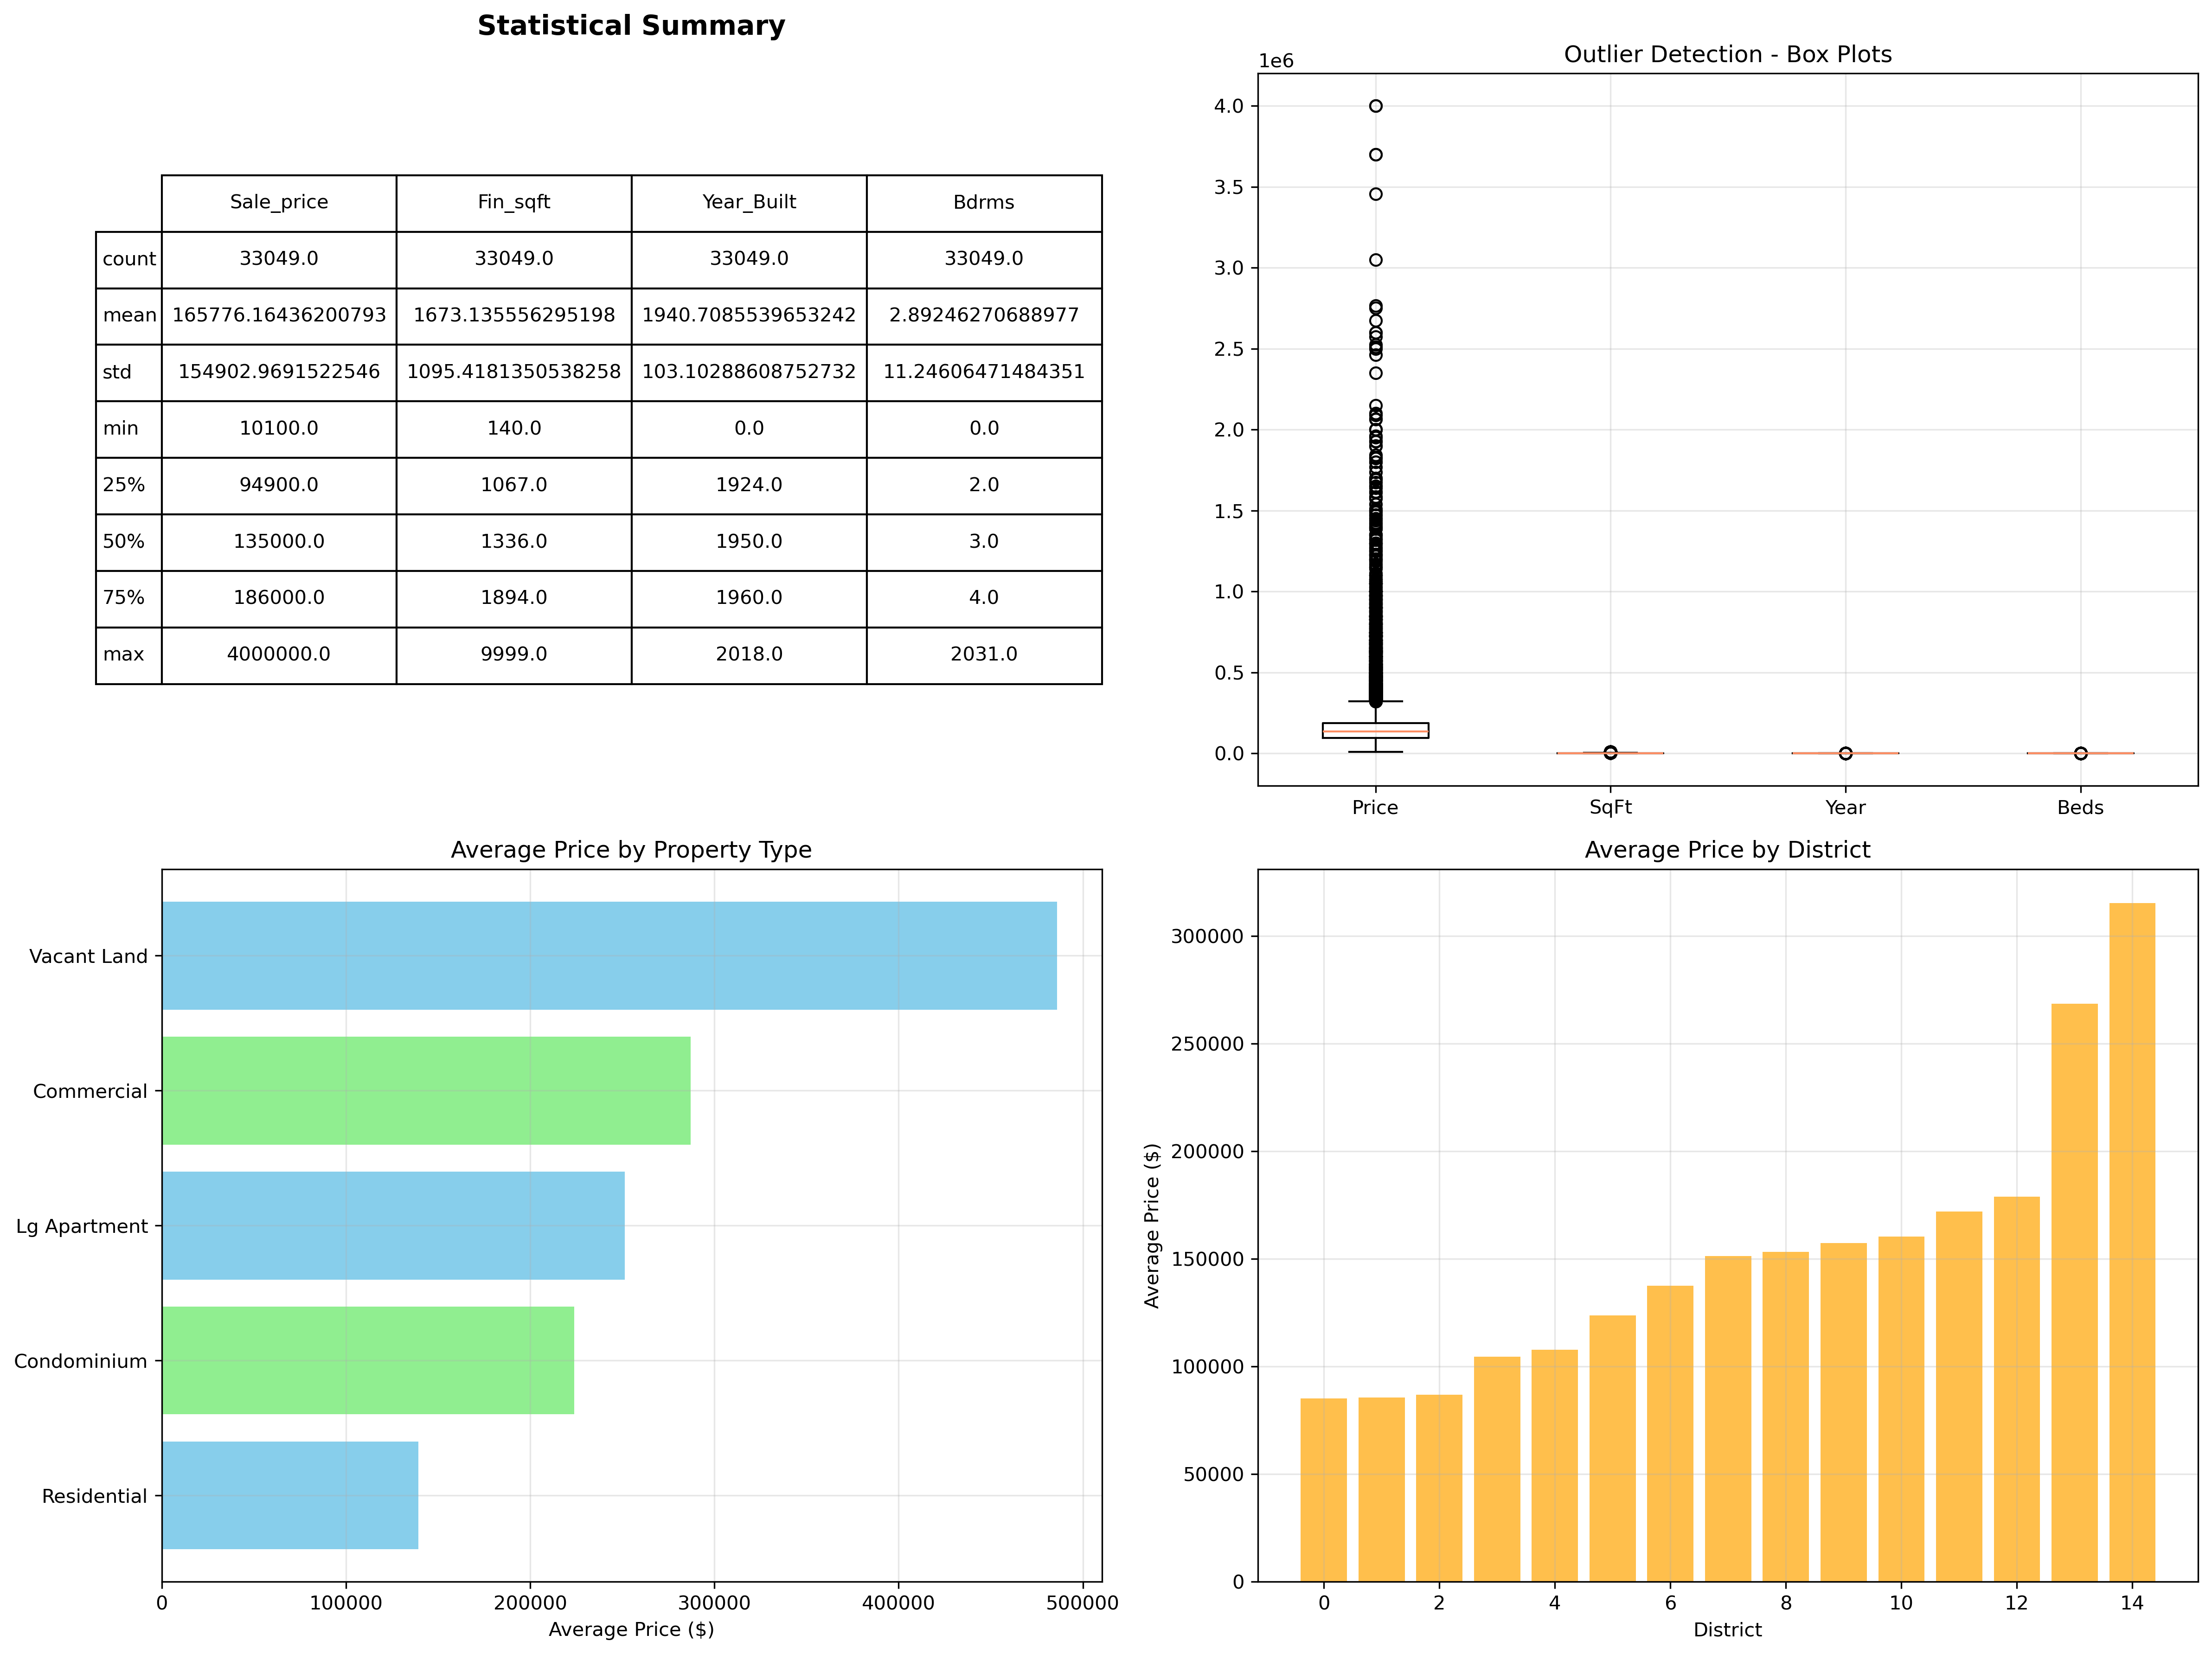 Statistical Summary
Sale_price Fin_sqft Year_Built Bdrms
count 33049.0 33049.0 33049.0 33049.0
mean 165776.16436200793 1673.135556295198 1940.7085539653242 2.89246270688977
std 154902.9691522546 1095.4181350538258 103.10288608752732 11.24606471484351
min 10100.0 140.0 0.0 0.0
25% 94900.0 1067.0 1924.0 2.0
50% 135000.0 1336.0 1950.0 3.0
75% 186000.0 1894.0 1960.0 4.0
max 4000000.0 9999.0 2018.0 2031.0
Outlier Detection - Box Plots
1e6
4.0
3.5
3.0
2.5
2.0
1.5
1.0
0.5
0.0
Price SqFt Year Beds
Average Price by Property Type
Vacant Land
Commercial
Lg Apartment
Condominium
Residential
0 100000 200000 300000 400000 500000
Average Price ($)
Average Price by District
Average Price ($)
300000
250000
200000
150000
100000
50000
0
0 2 4 6 8 10 12 14
District